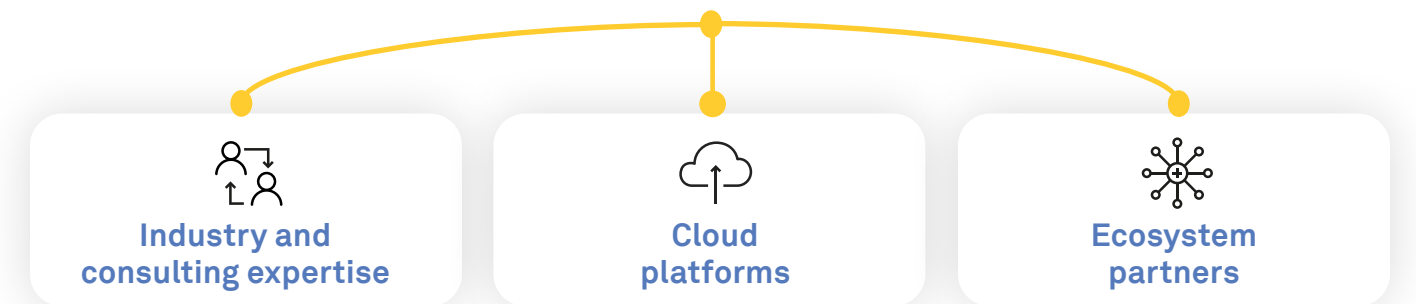 Industry and
consulting expertise
Cloud
platforms
Ecosystem
partners